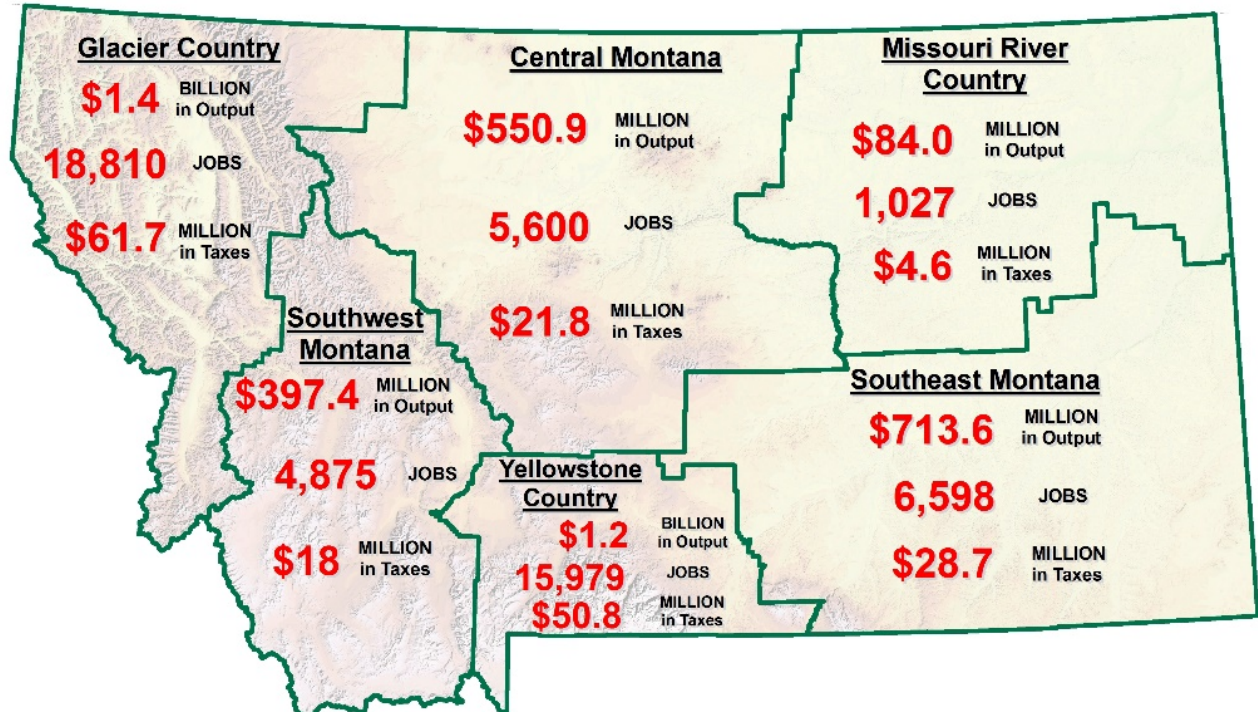 Glacier Country
$1.4 BILLION
in Output
18,810 JOBS
$61.7 MILLION
in Taxes
Central Montana
$550.9 MILLION
in Output
5,600 JOBS
$21.8 MILLION
in Taxes
Missouri River
Country
$84.0 MILLION
in Output
1,027 JOBS
$4.6 MILLION
in Taxes
Southwest
Montana
$397.4 MILLION
in Output
4,875 JOBS
$18 MILLION
in Taxes
Yellowstone
Country
$1.2 BILLION
in Output
15,979 JOBS
$50.8 MILLION
in Taxes
Southeast Montana
$713.6 MILLION
in Output
6,598 JOBS
$28.7 MILLION
in Taxes